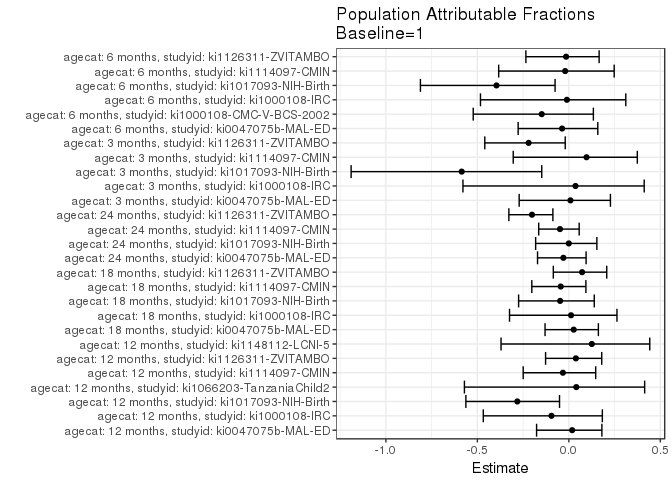 Population Attributable Fractions
Baseline=1
agecat: 6 months, studyid: ki1126311-ZVITAMBO
agecat: 6 months, studyid: ki1114097-CMIN
agecat: 6 months, studyid: ki1017093-NIH-Birth
agecat: 6 months, studyid: ki1000108-IRC
agecat: 6 months, studyid: ki1000108-CMC-V-BCS-2002
agecat: 6 months, studyid: ki0047075b-MAL-ED
agecat: 3 months, studyid: ki1126311-ZVITAMBO
agecat: 3 months, studyid: ki1114097-CMIN
agecat: 3 months, studyid: ki1017093-NIH-Birth
agecat: 3 months, studyid: ki1000108-IRC
agecat: 3 months, studyid: ki0047075b-MAL-ED
agecat: 24 months, studyid: ki1126311-ZVITAMBO
agecat: 24 months, studyid: ki1114097-CMIN
agecat: 24 months, studyid: ki1017093-NIH-Birth
agecat: 24 months, studyid: ki0047075b-MAL-ED
agecat: 18 months, studyid: ki1126311-ZVITAMBO
agecat: 18 months, studyid: ki1114097-CMIN
agecat: 18 months, studyid: ki1017093-NIH-Birth
agecat: 18 months, studyid: ki1000108-IRC
agecat: 18 months, studyid: ki0047075b-MAL-ED
agecat: 12 months, studyid: ki1148112-LCNI-5
agecat: 12 months, studyid: ki1126311-ZVITAMBO
agecat: 12 months, studyid: ki1114097-CMIN
agecat: 12 months, studyid: ki1066203-TanzaniaChild2
agecat: 12 months, studyid: ki1017093-NIH-Birth
agecat: 12 months, studyid: ki1000108-IRC
agecat: 12 months, studyid: ki0047075b-MAL-ED
-1.0 -0.5 0.0 0.5
Estimate